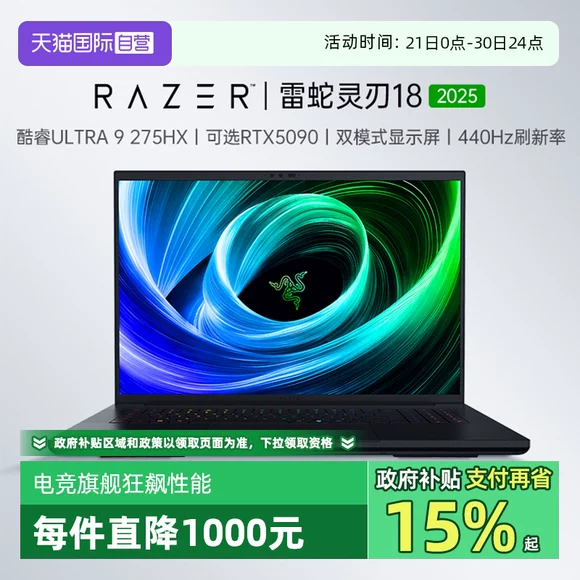 天猫国际 自营
活动时间：21日0点-30日24点
RAZER™ | 雷蛇灵刃18 2025
酷睿ULTRA 9 275HX | 可选RTX5090 | 双模式显示屏 | 440Hz刷新率
政府补贴区域和政策以领取页面为准，下拉领取资格
电竞旗舰狂飙性能
每件直降1000元
政府补贴 支付再省
15%起